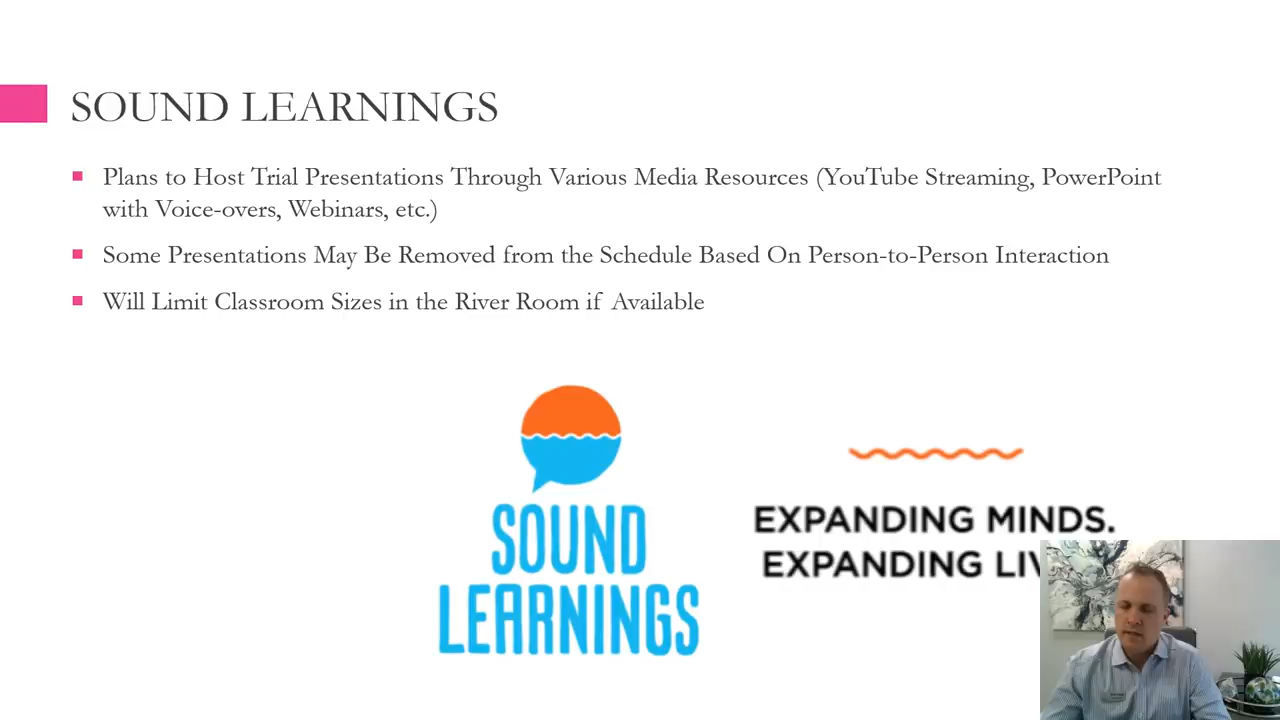 SOUND LEARNINGS
Plans to Host Trial Presentations Through Various Media Resources (YouTube Streaming, PowerPoint
with Voice-overs, Webinars, etc.)
Some Presentations May Be Removed from the Schedule Based On Person-to-Person Interaction
Will Limit Classroom Sizes in the River Room if Available
SOUND
LEARNINGS
EXPANDING MINDS.
EXPANDING